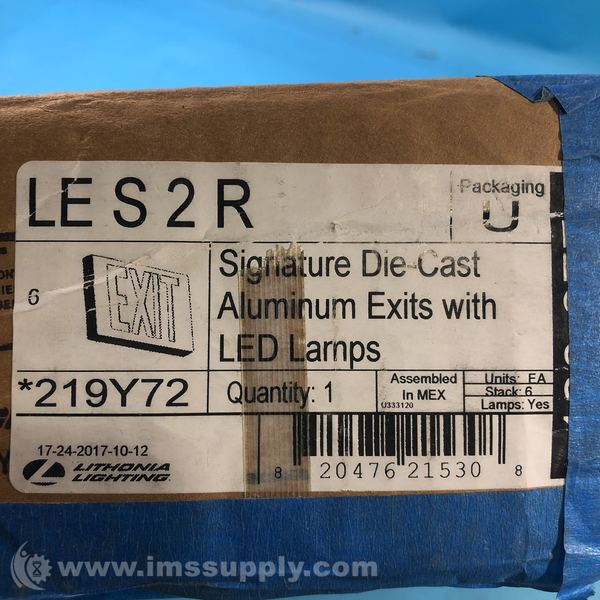 LE S 2 R
Packaging
U
6
EXIT
Signature Die-Cast
Aluminum Exits with
LED Lamps
*219Y72
Quantity: 1
Assembled
In MEX
U333120
Units: EA
Stack: 6
Lamps: Yes
17-24-2017-10-12
LITHONIA
LIGHTING
8 20476 21530 8
www.imssupply.com